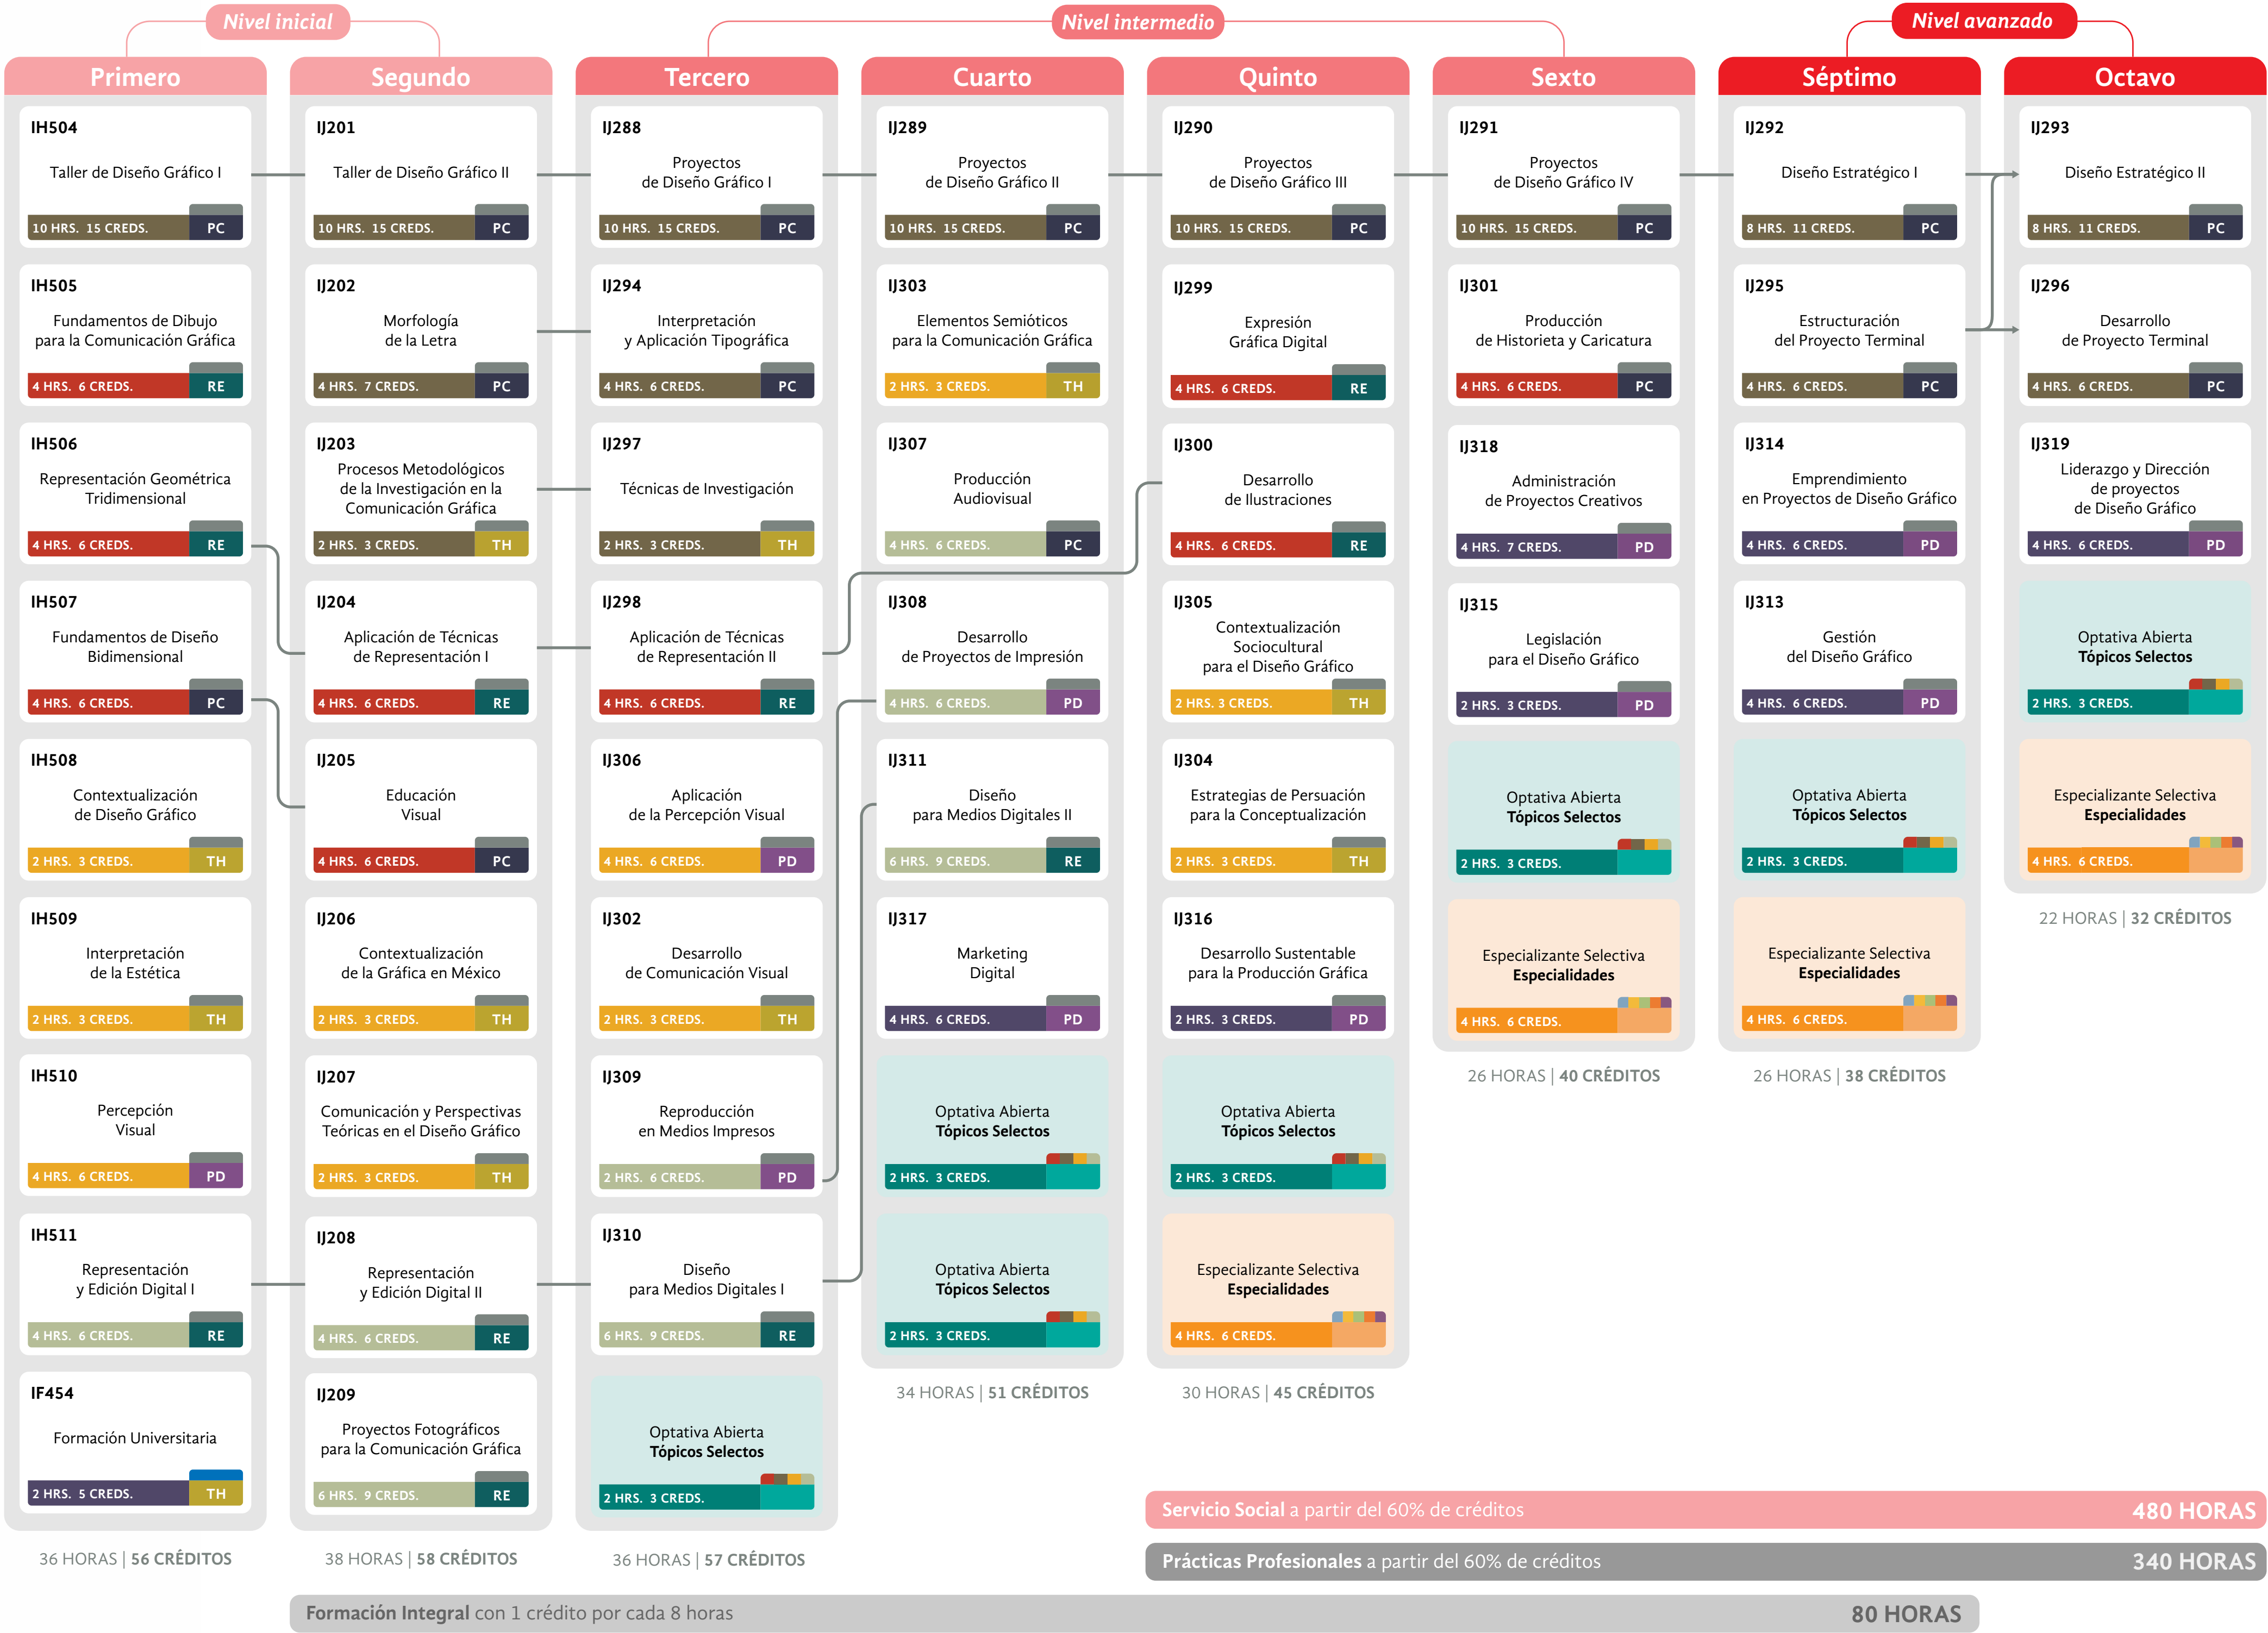 Nivel inicial
Nivel intermedio
Nivel avanzado
Primero
IH504
Taller de Diseño Gráfico I
10 HRS. 15 CREDS. PC
IH505
Fundamentos de Dibujo
para la Comunicación Gráfica
4 HRS. 6 CREDS. RE
IH506
Representación Geométrica
Tridimensional
4 HRS. 6 CREDS. RE
IH507
Fundamentos de Diseño
Bidimensional
4 HRS. 6 CREDS. PC
IH508
Contextualización
de Diseño Gráfico
2 HRS. 3 CREDS. TH
IH509
Interpretación
de la Estética
2 HRS. 3 CREDS. TH
IH510
Percepción
Visual
4 HRS. 6 CREDS. PD
IH511
Representación
y Edición Digital I
4 HRS. 6 CREDS. RE
IF454
Formación Universitaria
2 HRS. 5 CREDS. TH
36 HORAS | 56 CRÉDITOS
Segundo
IJ201
Taller de Diseño Gráfico II
10 HRS. 15 CREDS. PC
IJ202
Morfología
de la Letra
4 HRS. 7 CREDS. PC
IJ203
Procesos Metodológicos
de la Investigación en la
Comunicación Gráfica
2 HRS. 3 CREDS. TH
IJ204
Aplicación de Técnicas
de Representación I
4 HRS. 6 CREDS. RE
IJ205
Educación
Visual
4 HRS. 6 CREDS. PC
IJ206
Contextualización
de la Gráfica en México
2 HRS. 3 CREDS. TH
IJ207
Comunicación y Perspectivas
Teóricas en el Diseño Gráfico
2 HRS. 3 CREDS. TH
IJ208
Representación
y Edición Digital II
4 HRS. 6 CREDS. RE
IJ209
Proyectos Fotográficos
para la Comunicación Gráfica
6 HRS. 9 CREDS. RE
38 HORAS | 58 CRÉDITOS
Tercero
IJ288
Proyectos
de Diseño Gráfico I
10 HRS. 15 CREDS. PC
IJ294
Interpretación
y Aplicación Tipográfica
4 HRS. 6 CREDS. PC
IJ297
Técnicas de Investigación
2 HRS. 3 CREDS. TH
IJ298
Aplicación de Técnicas
de Representación II
4 HRS. 6 CREDS. RE
IJ306
Aplicación
de la Percepción Visual
4 HRS. 6 CREDS. PD
IJ302
Desarrollo
de Comunicación Visual
2 HRS. 3 CREDS. TH
IJ309
Reproducción
en Medios Impresos
2 HRS. 6 CREDS. PD
IJ310
Diseño
para Medios Digitales I
6 HRS. 9 CREDS. RE
Optativa Abierta
Tópicos Selectos
2 HRS. 3 CREDS.
36 HORAS | 57 CRÉDITOS
Cuarto
IJ289
Proyectos
de Diseño Gráfico II
10 HRS. 15 CREDS. PC
IJ303
Elementos Semióticos
para la Comunicación Gráfica
2 HRS. 3 CREDS. TH
IJ307
Producción
Audiovisual
4 HRS. 6 CREDS. PC
IJ308
Desarrollo
de Proyectos de Impresión
4 HRS. 6 CREDS. PD
IJ311
Diseño
para Medios Digitales II
6 HRS. 9 CREDS. RE
IJ317
Marketing
Digital
4 HRS. 6 CREDS. PD
Optativa Abierta
Tópicos Selectos
2 HRS. 3 CREDS.
Optativa Abierta
Tópicos Selectos
2 HRS. 3 CREDS.
34 HORAS | 51 CRÉDITOS
Quinto
IJ290
Proyectos
de Diseño Gráfico III
10 HRS. 15 CREDS. PC
IJ299
Expresión
Gráfica Digital
4 HRS. 6 CREDS. RE
IJ300
Desarrollo
de Ilustraciones
4 HRS. 6 CREDS. RE
IJ305
Contextualización
Sociocultural
para el Diseño Gráfico
2 HRS. 3 CREDS. TH
IJ304
Estrategias de Persuación
para la Conceptualización
2 HRS. 3 CREDS. TH
IJ316
Desarrollo Sustentable
para la Producción Gráfica
2 HRS. 3 CREDS. PD
Optativa Abierta
Tópicos Selectos
2 HRS. 3 CREDS.
Especializante Selectiva
Especialidades
4 HRS. 6 CREDS.
30 HORAS | 45 CRÉDITOS
Sexto
IJ291
Proyectos
de Diseño Gráfico IV
10 HRS. 15 CREDS. PC
IJ301
Producción
de Historieta y Caricatura
4 HRS. 6 CREDS. PC
IJ318
Administración
de Proyectos Creativos
4 HRS. 7 CREDS. PD
IJ315
Legislación
para el Diseño Gráfico
2 HRS. 3 CREDS. PD
Optativa Abierta
Tópicos Selectos
2 HRS. 3 CREDS.
Especializante Selectiva
Especialidades
4 HRS. 6 CREDS.
26 HORAS | 40 CRÉDITOS
Séptimo
IJ292
Diseño Estratégico I
8 HRS. 11 CREDS. PC
IJ295
Estructuración
del Proyecto Terminal
4 HRS. 6 CREDS. PC
IJ314
Emprendimiento
en Proyectos de Diseño Gráfico
4 HRS. 6 CREDS. PD
IJ313
Gestión
del Diseño Gráfico
4 HRS. 6 CREDS. PD
Optativa Abierta
Tópicos Selectos
2 HRS. 3 CREDS.
Especializante Selectiva
Especialidades
4 HRS. 6 CREDS.
26 HORAS | 38 CRÉDITOS
Octavo
IJ293
Diseño Estratégico II
8 HRS. 11 CREDS. PC
IJ296
Desarrollo
de Proyecto Terminal
4 HRS. 6 CREDS. PC
IJ319
Liderazgo y Dirección
de proyectos
de Diseño Gráfico
4 HRS. 6 CREDS. PD
Optativa Abierta
Tópicos Selectos
2 HRS. 3 CREDS.
Especializante Selectiva
Especialidades
4 HRS. 6 CREDS.
22 HORAS | 32 CRÉDITOS
Servicio Social a partir del 60% de créditos 480 HORAS
Prácticas Profesionales a partir del 60% de créditos 340 HORAS
Formación Integral con 1 crédito por cada 8 horas 80 HORAS